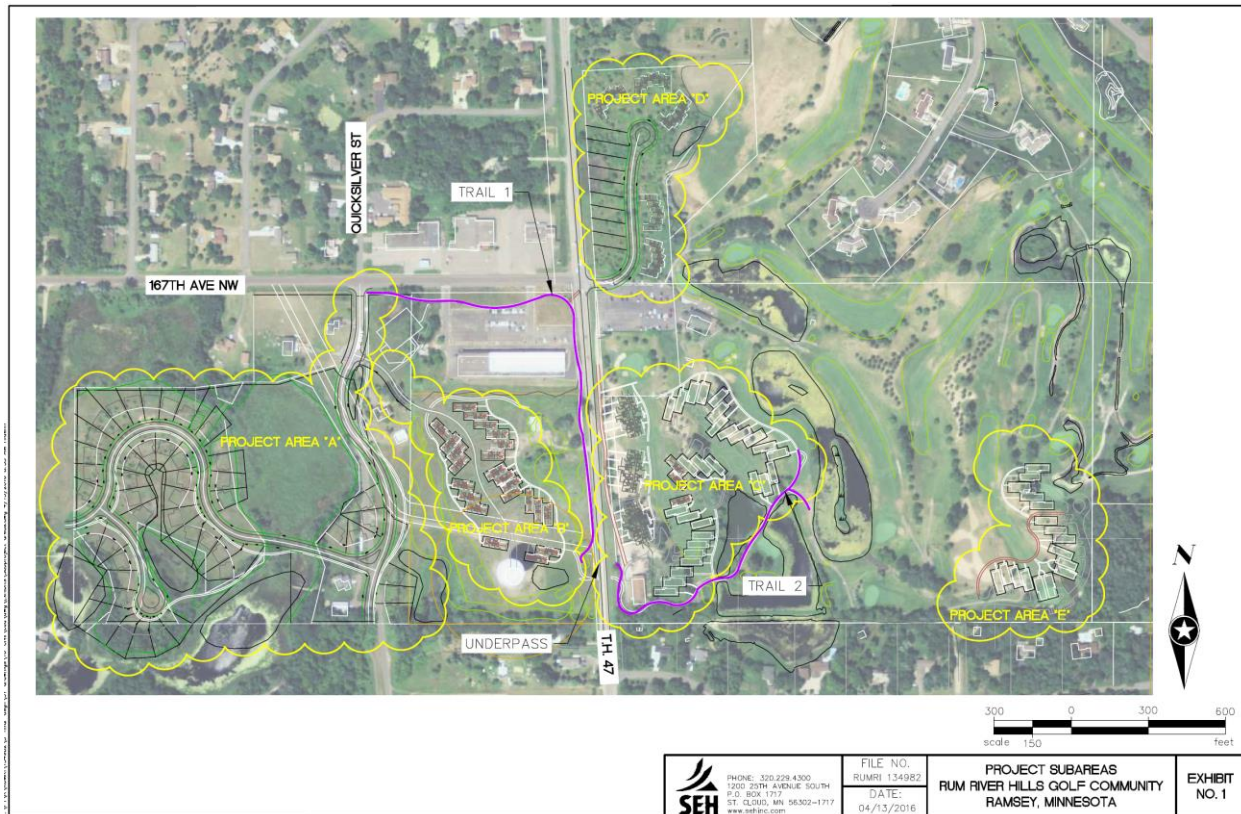 PROJECT AREA "D"
QUICKSILVER ST
TRAIL 1
167TH AVE NW
PROJECT AREA "A"
PROJECT AREA "C"
PROJECT AREA "B"
TRAIL 2
PROJECT AREA "E"
UNDERPASS
T.H. 47
N
300 0 300 600
scale 150 feet
SEH
PHONE: 320.229.4300
1200 25TH AVENUE SOUTH
P.O. BOX 1717
ST. CLOUD, MN 56302-1717
www.sehinc.com
FILE NO.
RUMRI 134982
DATE:
04/13/2016
PROJECT SUBAREAS
RUM RIVER HILLS GOLF COMMUNITY
RAMSEY, MINNESOTA
EXHIBIT
NO. 1